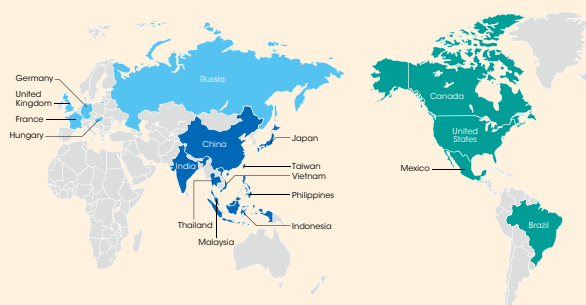 Germany
United
Kingdom
France
Hungary
Russia
China
India
Japan
Taiwan
Vietnam
Philippines
Thailand
Malaysia
Indonesia
Canada
United
States
Mexico
Brazil